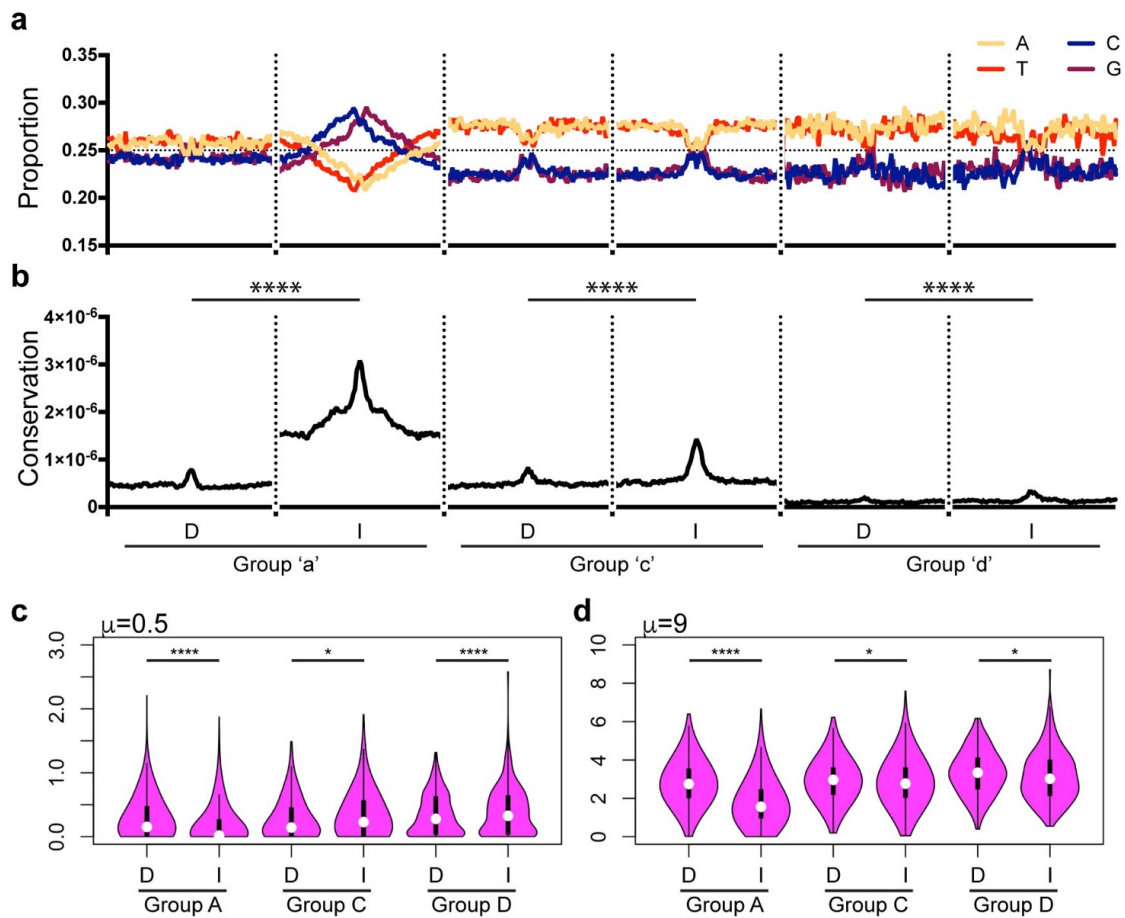 a
A C
T G
Proportion
0.35
0.30
0.25
0.20
0.15
b
**** **** ****
Conservation
4×10-6
3×10-6
2×10-6
1×10-6
0
D I D I D I
Group ‘a’ Group ‘c’ Group ‘d’
c
μ=0.5
**** * ****
3.0
2.0
1.0
0.0
D I D I D I
Group A Group C Group D
d
μ=9
**** * *
10
8
6
4
2
0
D I D I D I
Group A Group C Group D